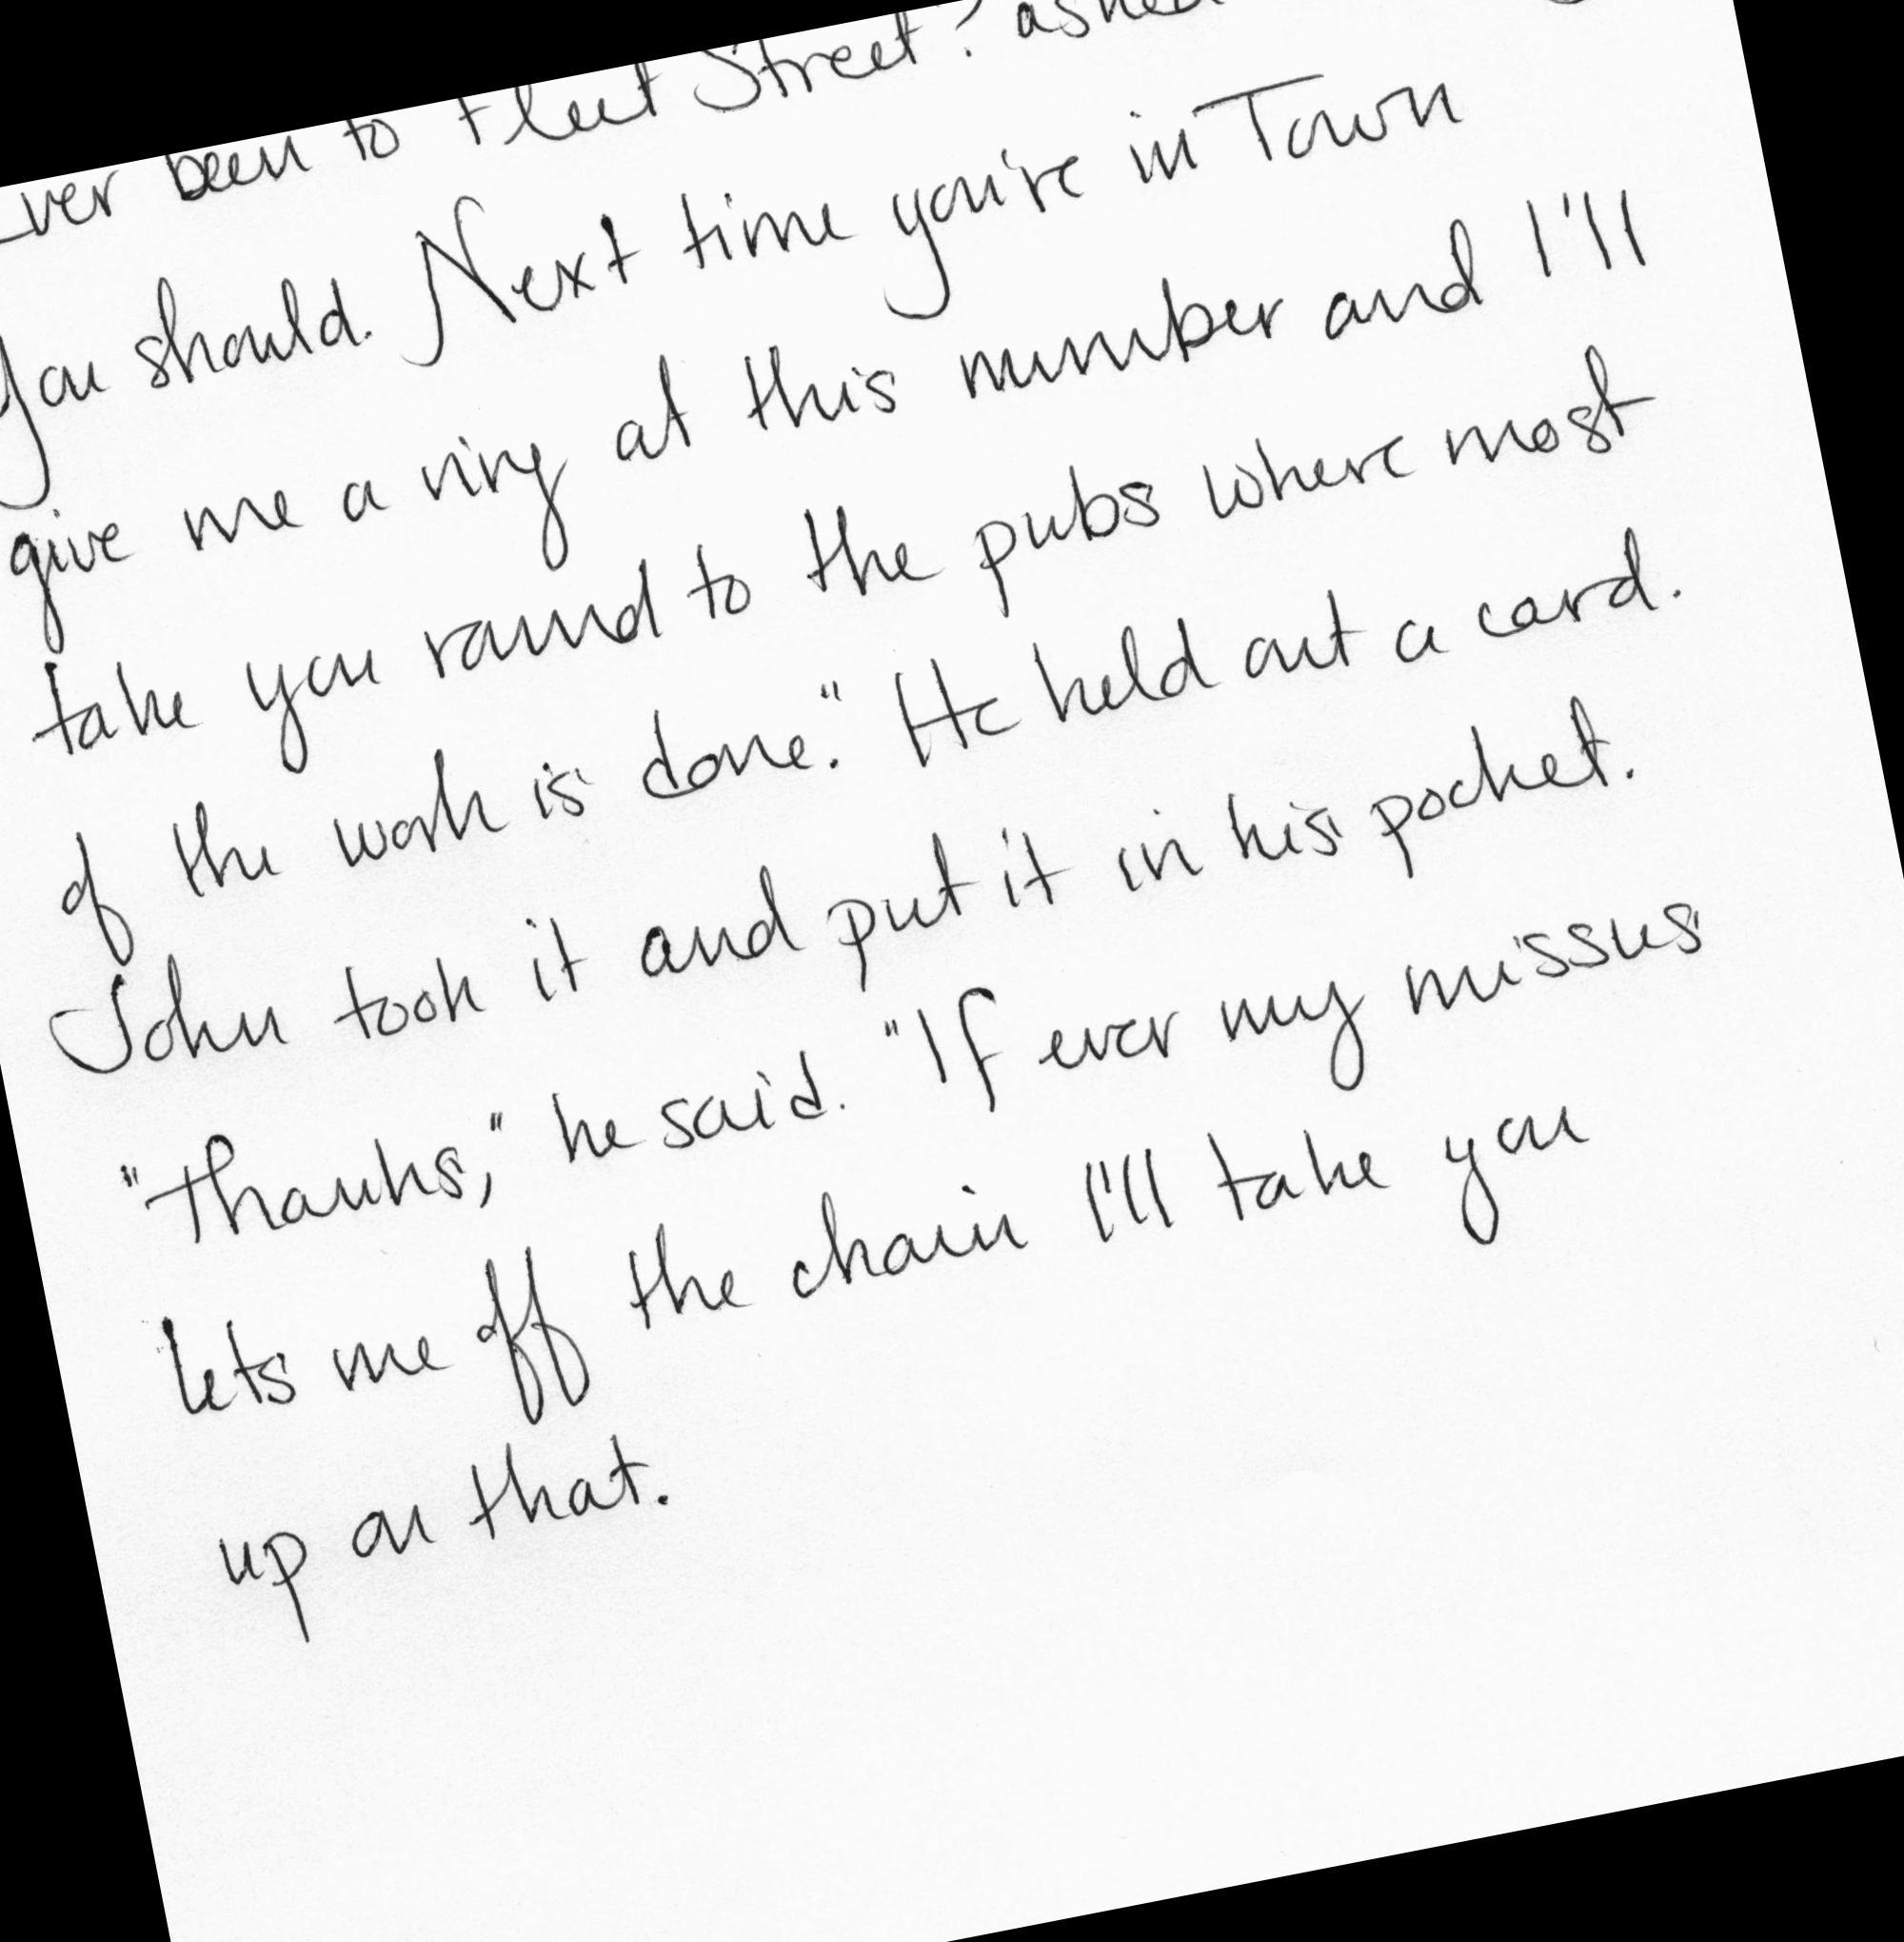 Ever been to Fleet Street? asked
You should. Next time you're in Town
give me a ring at this number and I'll
take you round to the pubs where most
of the work is done." He held out a card.
John took it and put it in his pocket.
"Thanks," he said. "If ever my missus
lets me off the chain I'll take you
up on that.